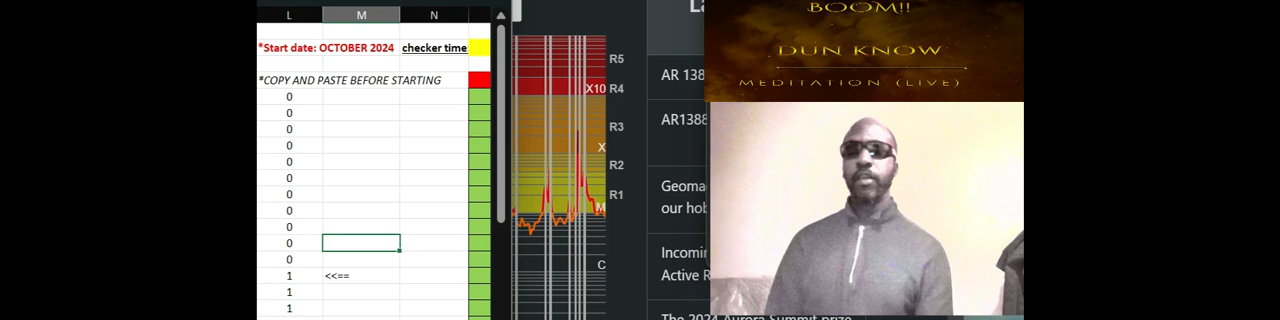 L M N
*Start date: OCTOBER 2024 checker time
*COPY AND PASTE BEFORE STARTING
0
0
0
0
0
0
0
0
0
0
0
1 <<==
1
1
R5
X10 R4
R3
X
R2
R1
M
C
AR 138
AR1388
Geoma
our hob
Incomin
Active R
The 2024 Aurora Summit prize
BOOM!!
DUN KNOW
MEDITATION (LIVE)